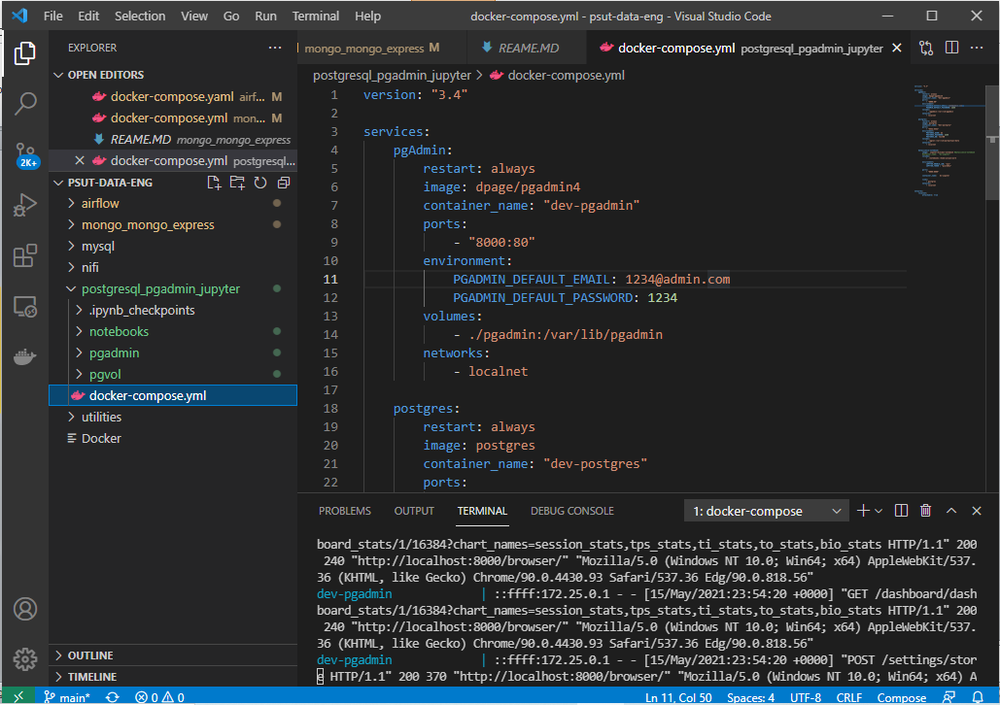 File Edit Selection View Go Run Terminal Help docker-compose.yml - psut-data-eng - Visual Studio Code
EXPLORER
OPEN EDITORS
docker-compose.yaml airf... M
docker-compose.yml mon... M
REAME.MD mongo_mongo_express
docker-compose.yml postgresql...
2K+
PSUT-DATA-ENG
airflow
mongo_mongo_express
mysql
nifi
postgresql_pgadmin_jupyter
.ipynb_checkpoints
notebooks
pgadmin
pgvol
docker-compose.yml
utilities
Docker
OUTLINE
TIMELINE
mongo_mongo_express M REAME.MD docker-compose.yml postgresql_pgadmin_jupyter
postgresql_pgadmin_jupyter > docker-compose.yml
1 version: "3.4"
2
3 services:
4 pgAdmin:
5 restart: always
6 image: dpage/pgadmin4
7 container_name: "dev-pgadmin"
8 ports:
9 - "8000:80"
10 environment:
11 PGADMIN_DEFAULT_EMAIL: 1234@admin.com
12 PGADMIN_DEFAULT_PASSWORD: 1234
13 volumes:
14 - ./pgadmin:/var/lib/pgadmin
15 networks:
16 - localnet
17
18 postgres:
19 restart: always
20 image: postgres
21 container_name: "dev-postgres"
22 ports:
PROBLEMS OUTPUT TERMINAL DEBUG CONSOLE 1: docker-compose
board_stats/1/16384?chart_names=session_stats,tps_stats,ti_stats,to_stats,bio_stats HTTP/1.1" 200
240 "http://localhost:8000/browser/" "Mozilla/5.0 (Windows NT 10.0; Win64; x64) AppleWebKit/537.
36 (KHTML, like Gecko) Chrome/90.0.4430.93 Safari/537.36 Edg/90.0.818.56"
dev-pgadmin | ::ffff:172.25.0.1 - - [15/May/2021:23:54:20 +0000] "GET /dashboard/dash
board_stats/1/16384?chart_names=session_stats,tps_stats,ti_stats,to_stats,bio_stats HTTP/1.1" 200
240 "http://localhost:8000/browser/" "Mozilla/5.0 (Windows NT 10.0; Win64; x64) AppleWebKit/537.
36 (KHTML, like Gecko) Chrome/90.0.4430.93 Safari/537.36 Edg/90.0.818.56"
dev-pgadmin | ::ffff:172.25.0.1 - - [15/May/2021:23:54:20 +0000] "POST /settings/stor
e HTTP/1.1" 200 370 "http://localhost:8000/browser/" "Mozilla/5.0 (Windows NT 10.0; Win64; x64) A
main* 0 0 Ln 11, Col 50 Spaces: 4 UTF-8 CRLF Compose